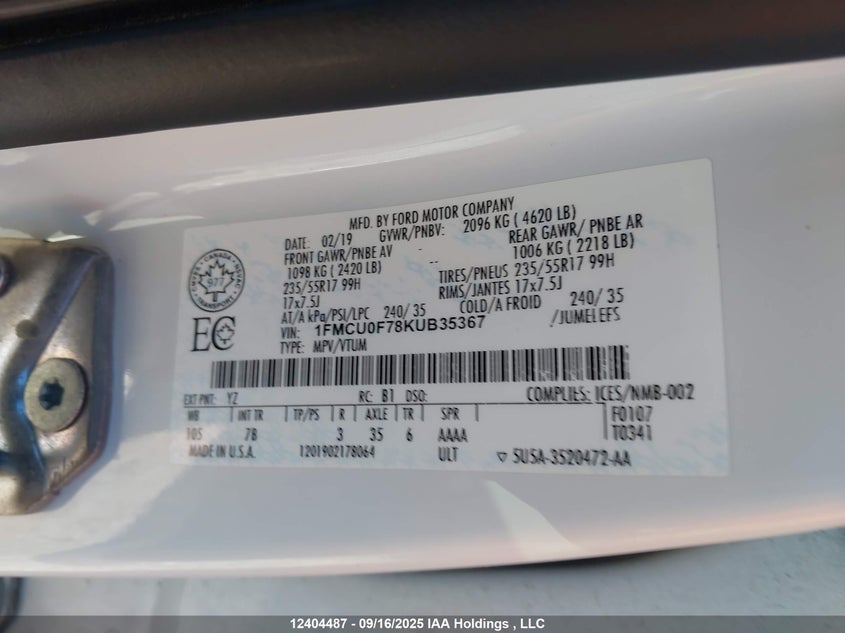 MFD. BY FORD MOTOR COMPANY
DATE: 02/19 GVWR/PNBV: 2096 KG ( 4620 LB)
FRONT GAWR/PNBE AV - REAR GAWR/ PNBE AR
1098 KG ( 2420 LB) - 1006 KG ( 2218 LB)
235/55R17 99H TIRES/PNEUS 235/55R17 99H
17x7.5J RIMS/JANTES 17x7.5J
AT/A kPa/PSI/LPC 240/ 35 COLD/A FROID 240/ 35
VIN: 1FMCU0F78KUB35367 /JUMELEFS
TYPE: MPV/VTUM
CANADA
977
TRANSPORT
EC
EXT PNT: YZ RC: B1 DSO: COMPLIES: ICES/NMB-002
WB INT TR TP/PS R AXLE TR SPR F0107
105 7B 3 35 6 AAAA T0341
MADE IN U.S.A. 1201902178064 ULT ▽ 5U5A-3520472-AA
12404487 - 09/16/2025 IAA Holdings , LLC